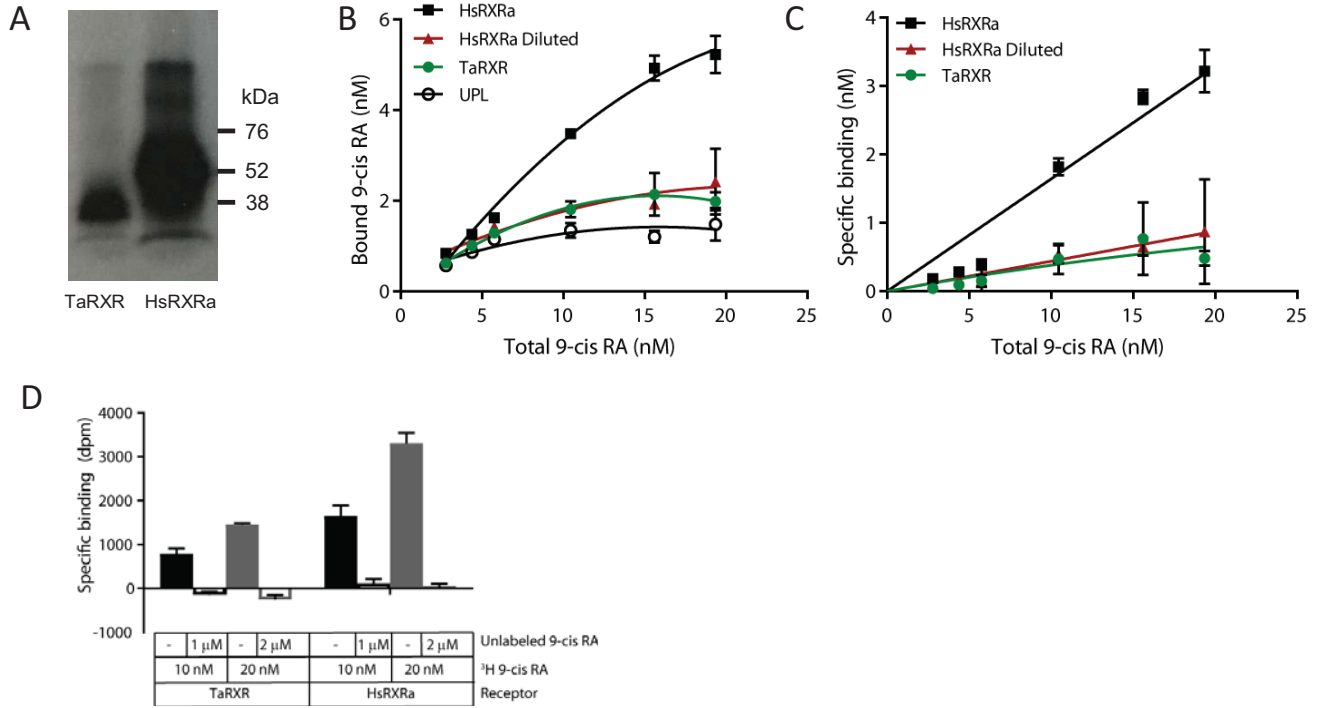 A
kDa
76
52
38
TaRXR HsRXRa
B
HsRXRa
HsRXRa Diluted
TaRXR
UPL
Bound 9-cis RA (nM)
6
4
2
0
0 5 10 15 20 25
Total 9-cis RA (nM)
C
HsRXRa
HsRXRa Diluted
TaRXR
Specific binding (nM)
4
3
2
1
0
0 5 10 15 20 25
Total 9-cis RA (nM)
D
Specific binding (dpm)
4000
3000
2000
1000
0
-1000
- 1 μM - 2 μM - 1 μM - 2 μM Unlabeled 9-cis RA
10 nM 20 nM 10 nM 20 nM ³H 9-cis RA
TaRXR HsRXRa Receptor